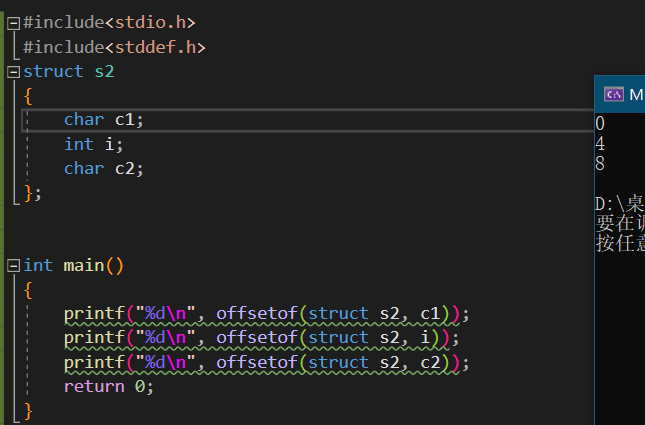 #include<stdio.h>
#include<stddef.h>
struct s2
{
    char c1;
    int i;
    char c2;
};
int main()
{
    printf("%d\n", offsetof(struct s2, c1));
    printf("%d\n", offsetof(struct s2, i));
    printf("%d\n", offsetof(struct s2, c2));
    return 0;
}
C:\ M
0
4
8
D:\桌
要在调
按任意